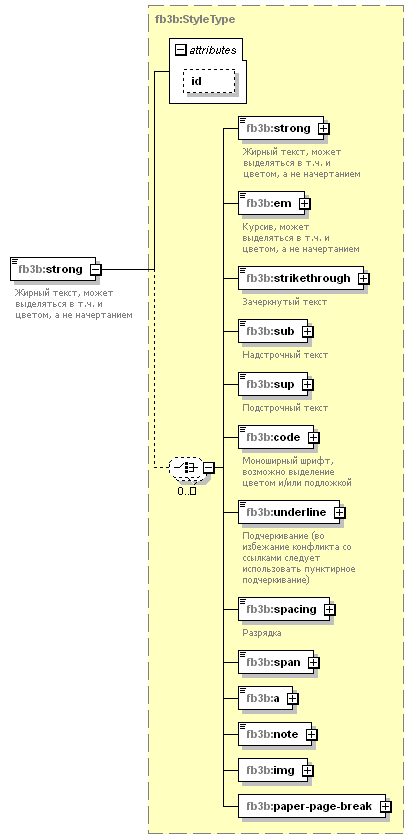 fb3b:StyleType
attributes
id
fb3b:strong
Жирный текст, может
выделяться в т.ч. и
цветом, а не начертанием
fb3b:em
Курсив, может
выделяться в т.ч. и
цветом, а не начертанием
fb3b:strong
Жирный текст, может
выделяться в т.ч. и
цветом, а не начертанием
fb3b:strikethrough
Зачеркнутый текст
fb3b:sub
Надстрочный текст
fb3b:sup
Подстрочный текст
fb3b:code
Моноширный шрифт,
возможно выделение
цветом и/или подложкой
0..
fb3b:underline
Подчеркивание (во
избежание конфликта со
ссылками следует
использовать пунктирное
подчеркивание)
fb3b:spacing
Разрядка
fb3b:span
fb3b:a
fb3b:note
fb3b:img
fb3b:paper-page-break